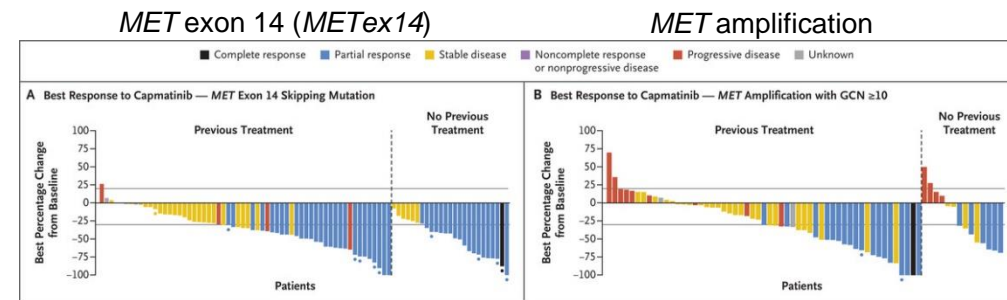 MET exon 14 (METex14)
MET amplification
Complete response
Partial response
Stable disease
Noncomplete response
or nonprogressive disease
Progressive disease
Unknown
A Best Response to Capmatinib — MET Exon 14 Skipping Mutation
Previous Treatment
No Previous
Treatment
Best Percentage Change
from Baseline
100
75
50
25
0
−25
−50
−75
−100
Patients
B Best Response to Capmatinib — MET Amplification with GCN ≥10
Previous Treatment
No Previous
Treatment
Best Percentage Change
from Baseline
100
75
50
25
0
−25
−50
−75
−100
Patients